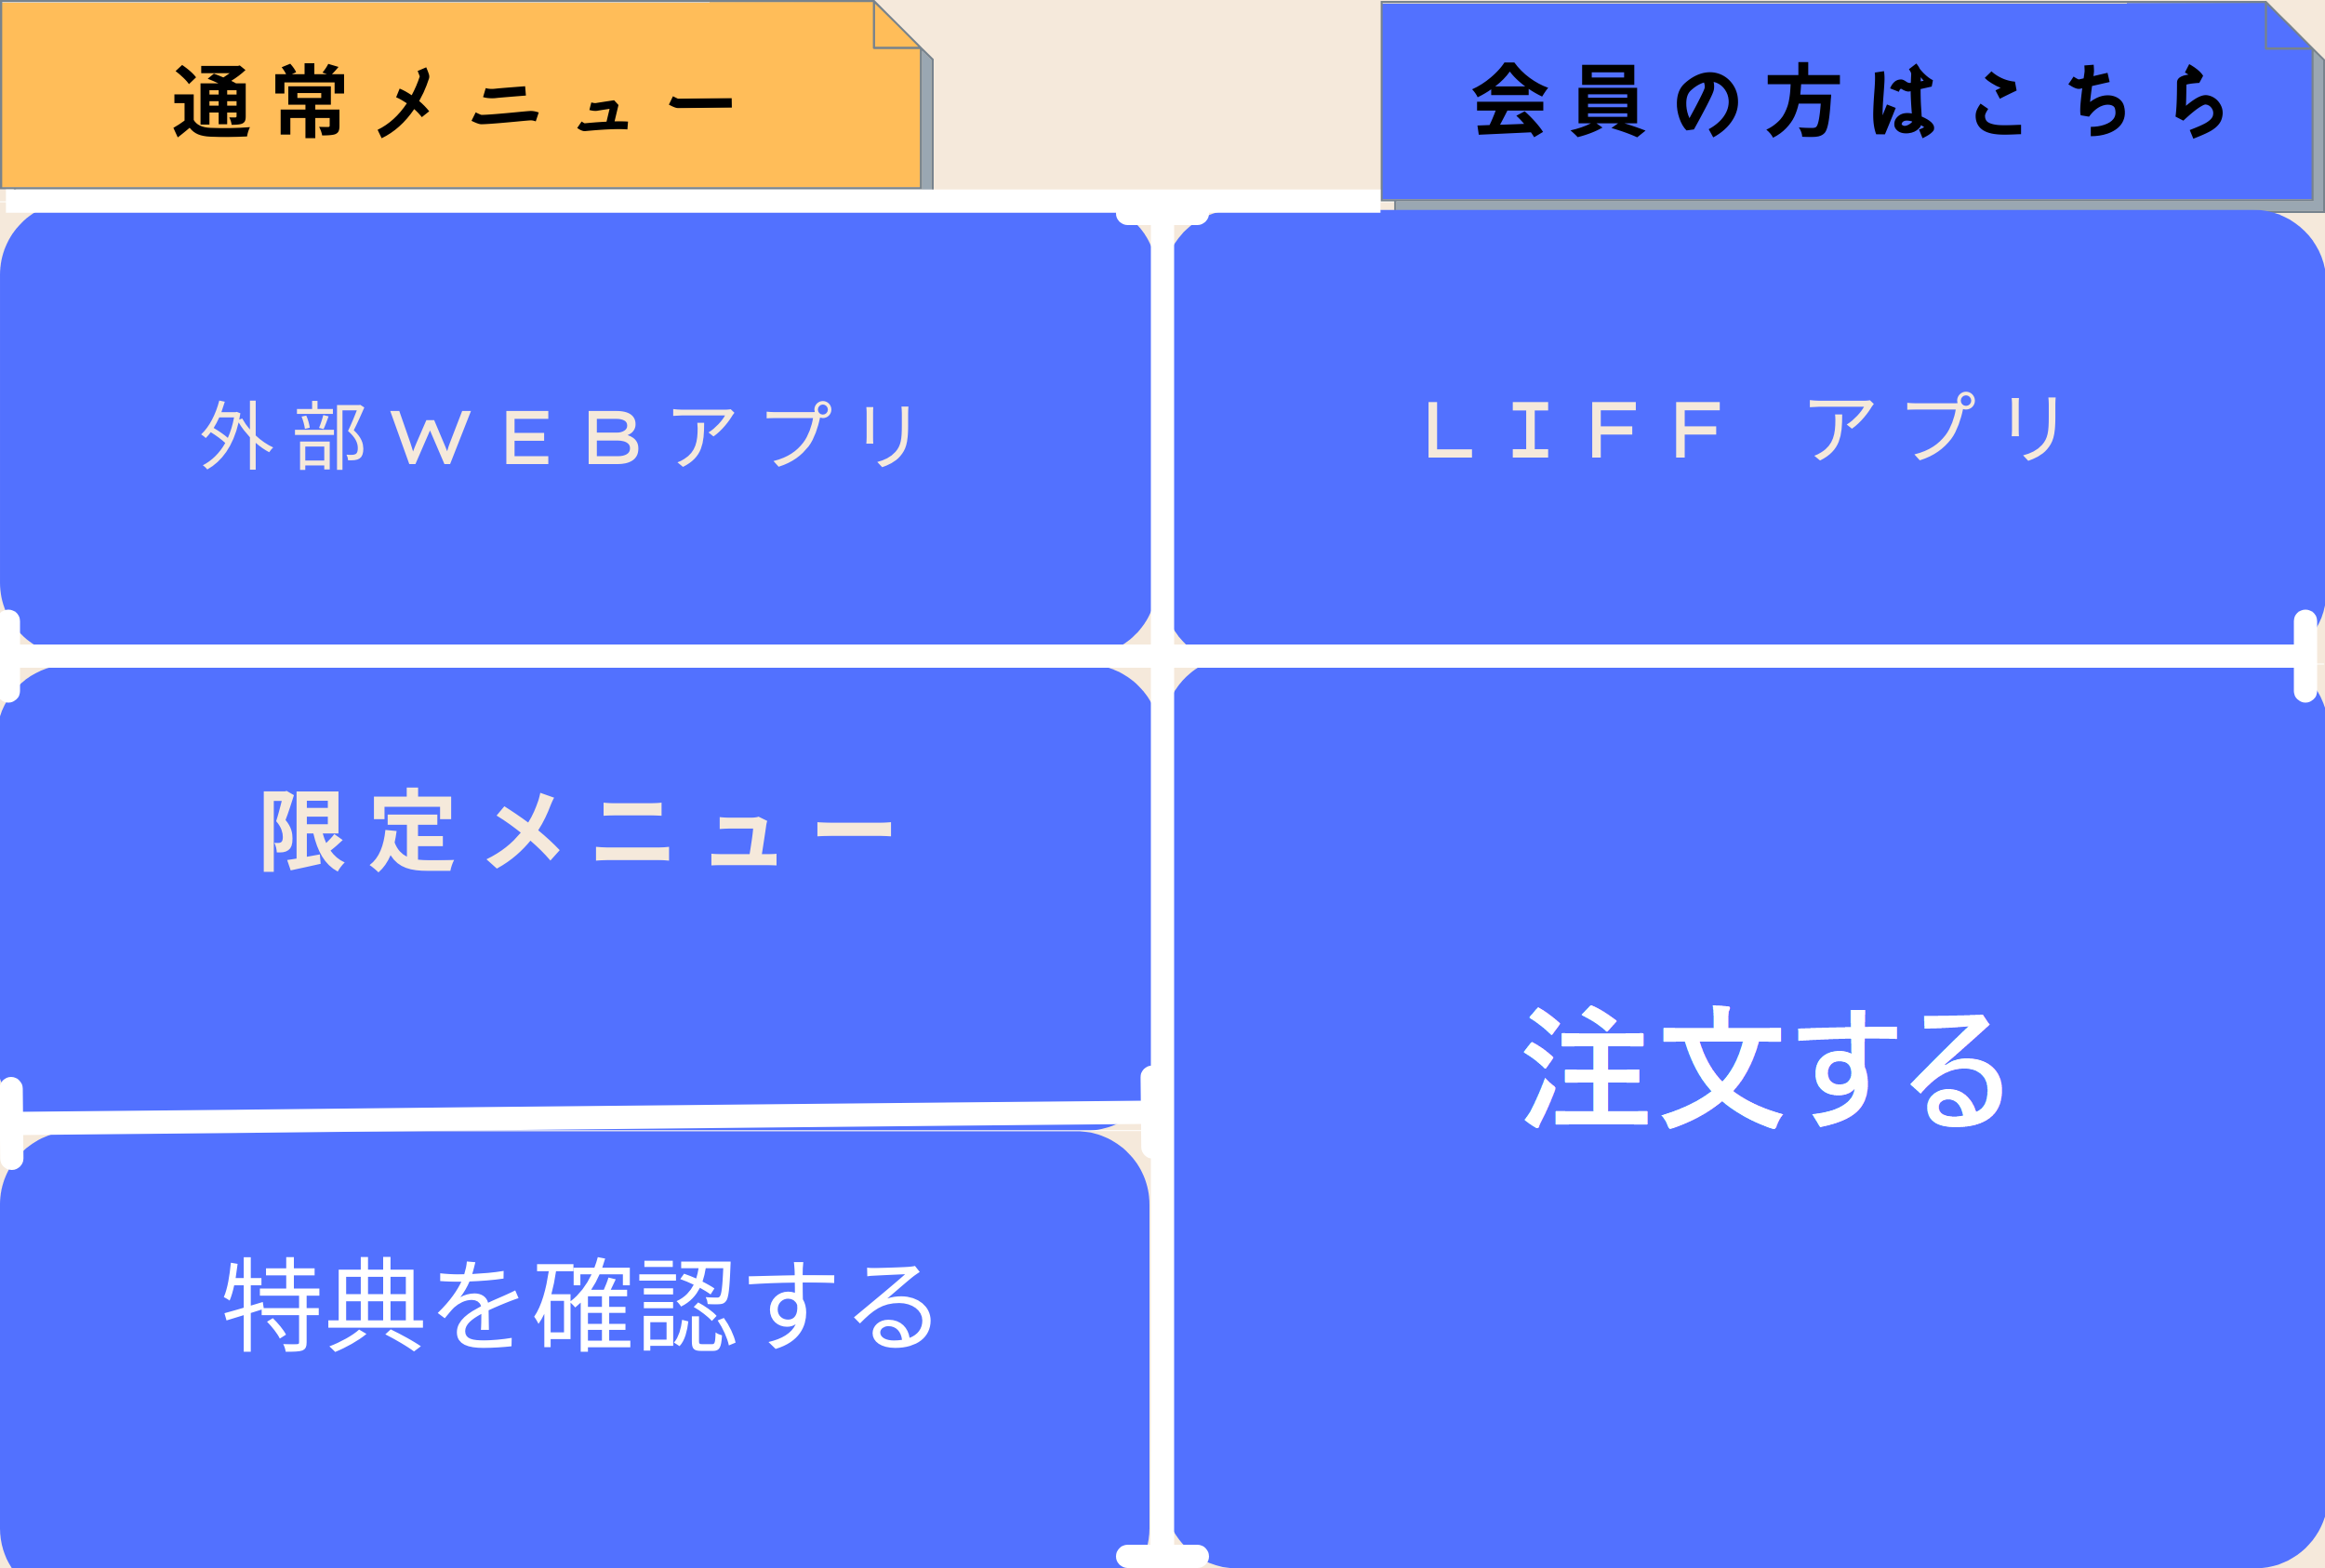 通常メニュー
会員の方はこちら
外部WEBアプリ
LIFF アプリ
限定メニュー
注文する
特典を確認する